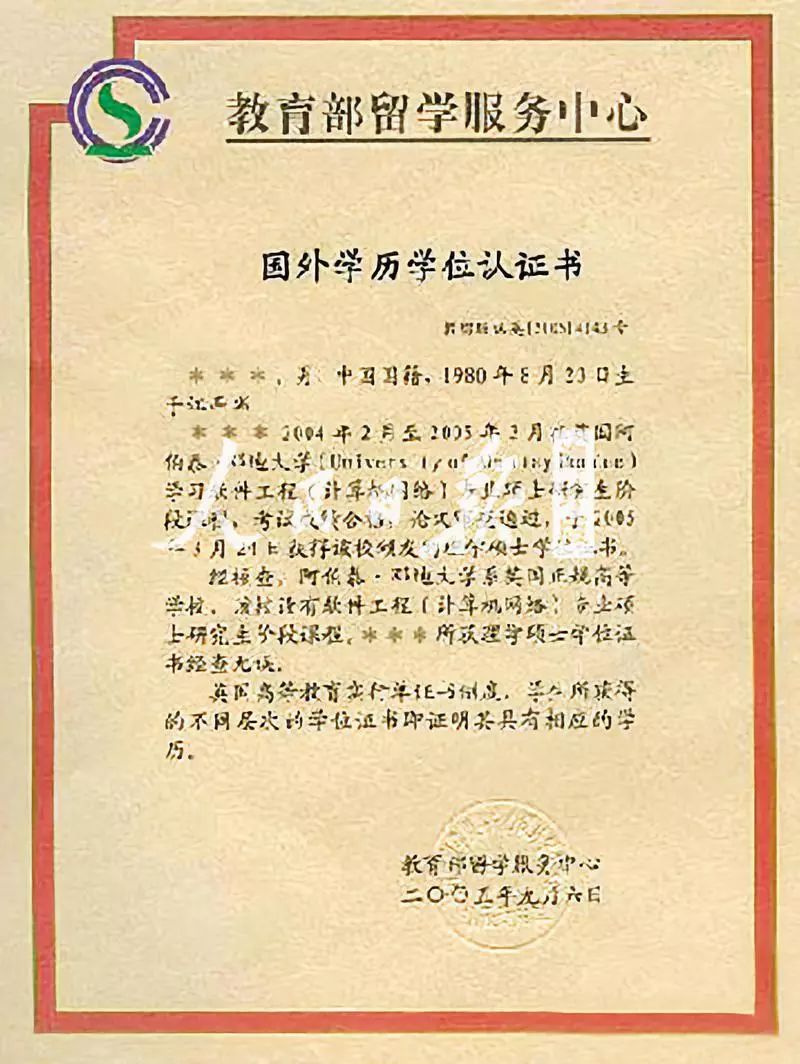 教育部留学服务中心
国外学历学位认证书
[2005]4143号
＊＊＊，男，中国国籍，1980年8月20日生
于江西省
＊＊＊ 2004年2月至2005年2月在英国阿
伯泰·邓迪大学(University of Abertay Dundee)
学习软件工程（计算机网络）专业硕士研究生阶
段课程，考试成绩合格，论文答辩通过，于2005
年3月24日获得该校颁发的理学硕士学位证书。
经核查，阿伯泰·邓迪大学系英国正规高等
学校，该校设有软件工程（计算机网络）专业硕
士研究生阶段课程。＊＊＊所获理学硕士学位证
书经查无误。
英国高等教育实行单任制度，学生所获得
的不同层次的学位证书即证明其具有相应的学
历。
教育部留学服务中心
二〇〇五年九月六日